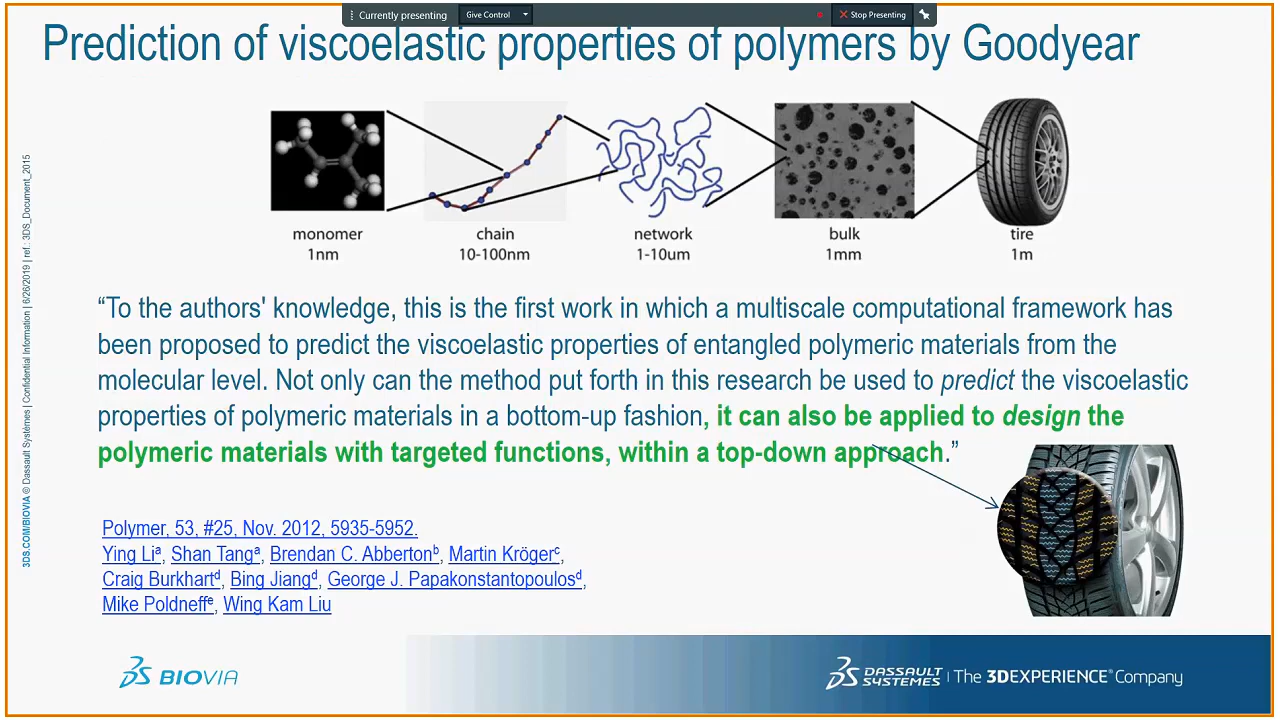 Currently presenting
Give Control
Stop Presenting
Prediction of viscoelastic properties of polymers by Goodyear
monomer
1nm
chain
10-100nm
network
1-10um
bulk
1mm
tire
1m
“To the authors' knowledge, this is the first work in which a multiscale computational framework has
been proposed to predict the viscoelastic properties of entangled polymeric materials from the
molecular level. Not only can the method put forth in this research be used to predict the viscoelastic
properties of polymeric materials in a bottom-up fashion, it can also be applied to design the
polymeric materials with targeted functions, within a top-down approach.”
Polymer, 53, #25, Nov. 2012, 5935-5952.
Ying Liᵃ, Shan Tangᵃ, Brendan C. Abbertonᵇ, Martin Krögerᶜ,
Craig Burkhartᵈ, Bing Jiangᵈ, George J. Papakonstantopoulosᵈ,
Mike Poldneffᵉ, Wing Kam Liu
3DS.COM/BIOVIA © Dassault Systèmes | Confidential Information | 6/26/2019 | ref.: 3DS_Document_2015
BIOVIA
DASSAULT SYSTEMES | The 3DEXPERIENCE® Company